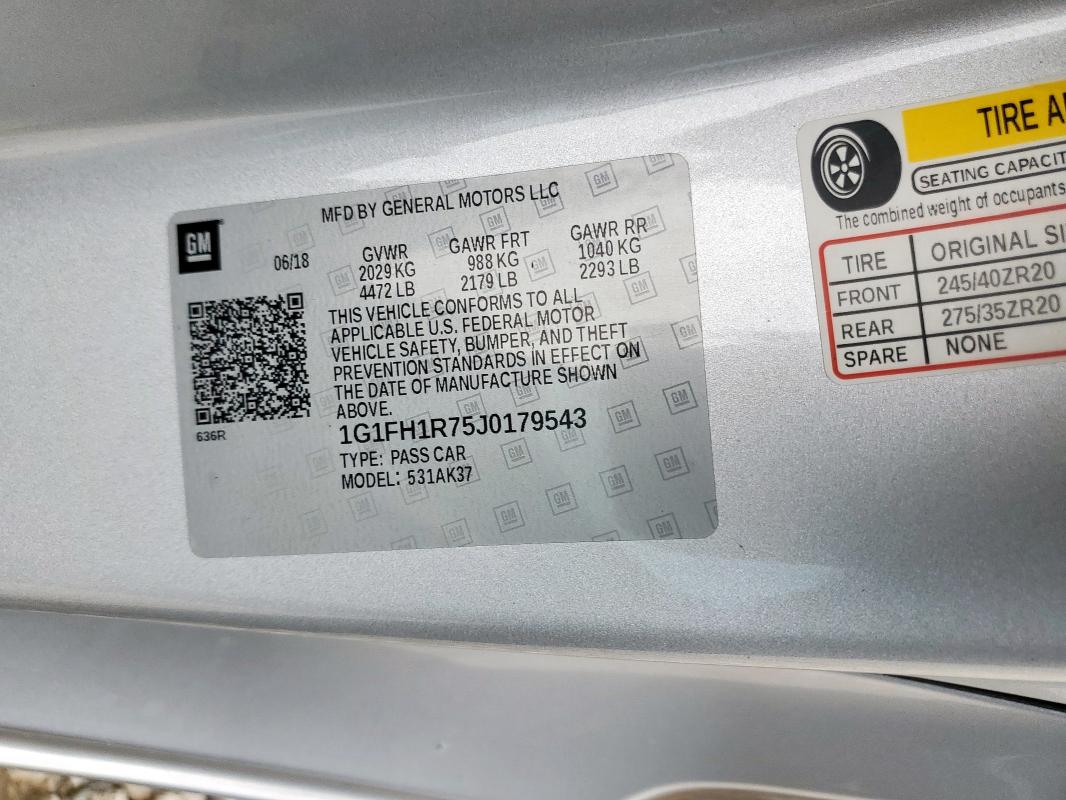 GM
MFD BY GENERAL MOTORS LLC
06/18
GVWR GAWR FRT GAWR RR
2029 KG 988 KG 1040 KG
4472 LB 2179 LB 2293 LB
THIS VEHICLE CONFORMS TO ALL
APPLICABLE U.S. FEDERAL MOTOR
VEHICLE SAFETY, BUMPER, AND THEFT
PREVENTION STANDARDS IN EFFECT ON
THE DATE OF MANUFACTURE SHOWN
ABOVE.
636R
1G1FH1R75J0179543
TYPE: PASS CAR
MODEL: 531AK37
TIRE A
SEATING CAPACIT
The combined weight of occupants
TIRE ORIGINAL SI
FRONT 245/40ZR20
REAR 275/35ZR20
SPARE NONE